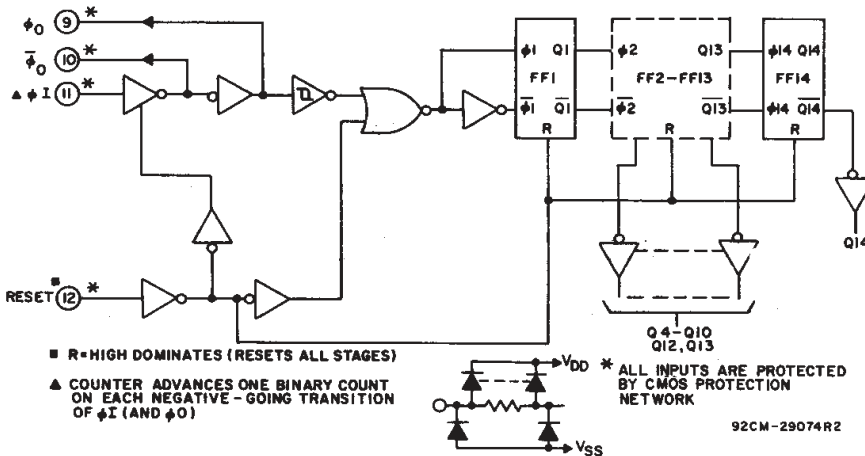 ϕO 9 *
ϕ̅O 10 *
▲ ϕI 11 *
ϕ1 Q1
FF1
ϕ̅1 Q̅1
R
ϕ2 Q13
FF2-FF13
ϕ̅2 Q̅13
R
ϕ14 Q14
FF14
ϕ̅14 Q̅14
R
Q14
RESET ■ 12 *
Q4-Q10
Q12,Q13
■ R=HIGH DOMINATES (RESETS ALL STAGES)
▲ COUNTER ADVANCES ONE BINARY COUNT
ON EACH NEGATIVE-GOING TRANSITION
OF ϕI (AND ϕO)
VDD
VSS
* ALL INPUTS ARE PROTECTED
BY CMOS PROTECTION
NETWORK
92CM-29074R2